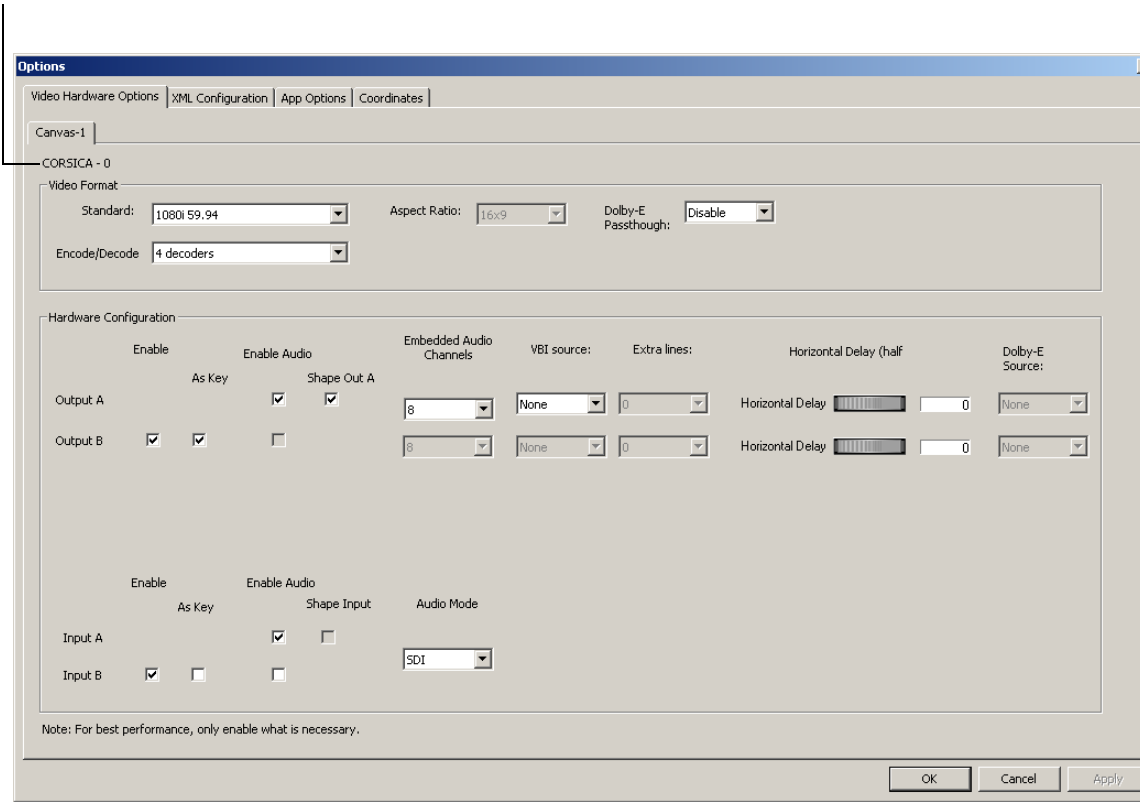 Options
Video Hardware Options XML Configuration App Options Coordinates
Canvas-1
CORSICA - 0
Video Format
Standard: 1080i 59.94 Aspect Ratio: 16x9 Dolby-E Passthough: Disable
Encode/Decode 4 decoders
Hardware Configuration
Enable Enable Audio Embedded Audio Channels VBI source: Extra lines: Horizontal Delay (half Dolby-E Source:
As Key Shape Out A
Output A 8 None 0 Horizontal Delay 0 None
Output B 8 None 0 Horizontal Delay 0 None
Enable Enable Audio
As Key Shape Input Audio Mode
Input A
SDI
Input B
Note: For best performance, only enable what is necessary.
OK Cancel Apply